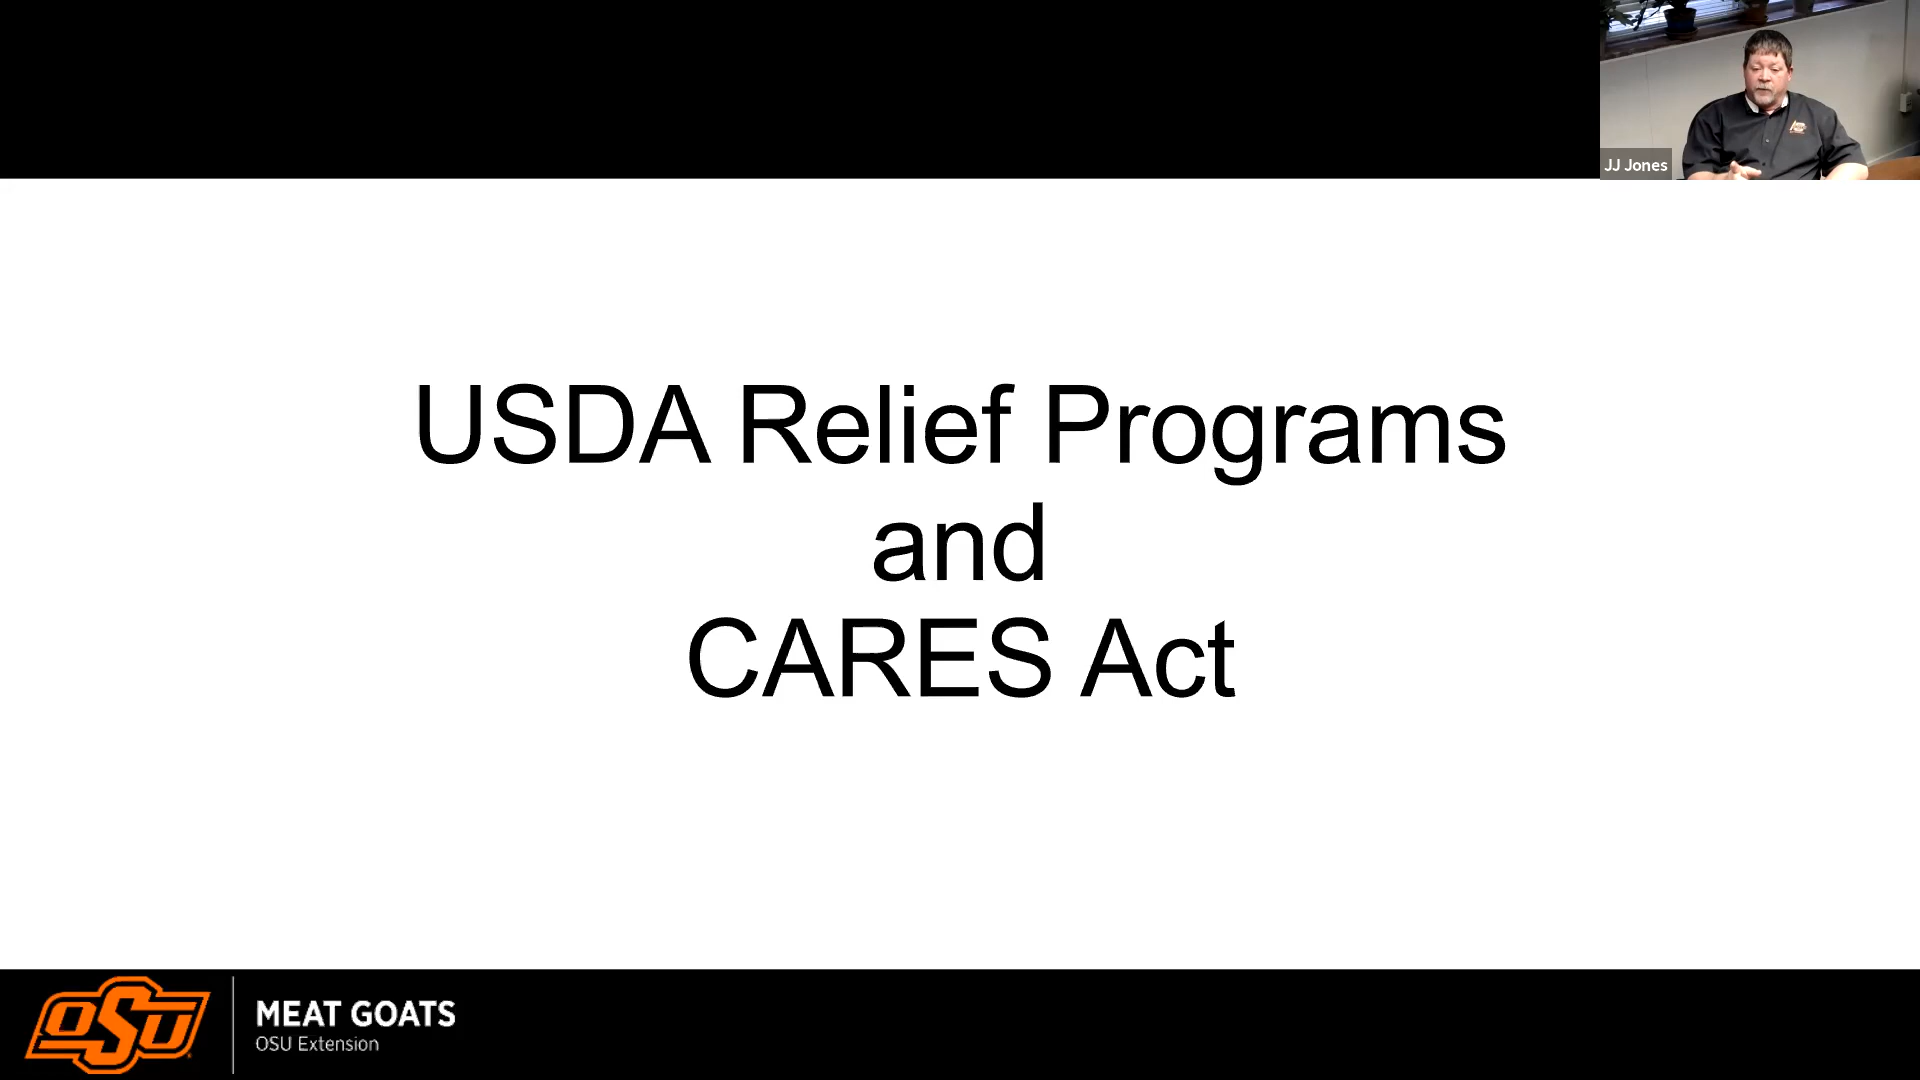 JJ Jones
USDA Relief Programs
and
CARES Act
OSU
MEAT GOATS
OSU Extension